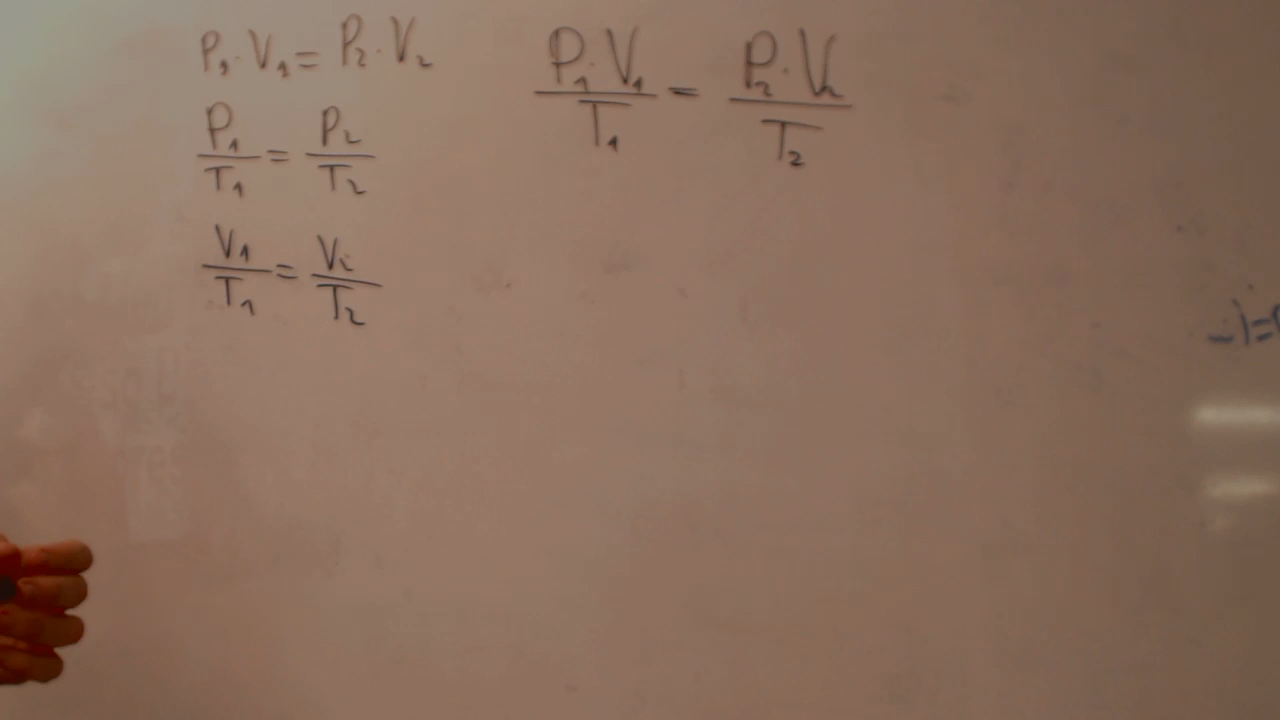 P₁·V₁ = P₂·V₂
P₁/T₁ = P₂/T₂
V₁/T₁ = V₂/T₂
P₁·V₁/T₁ = P₂·V₂/T₂